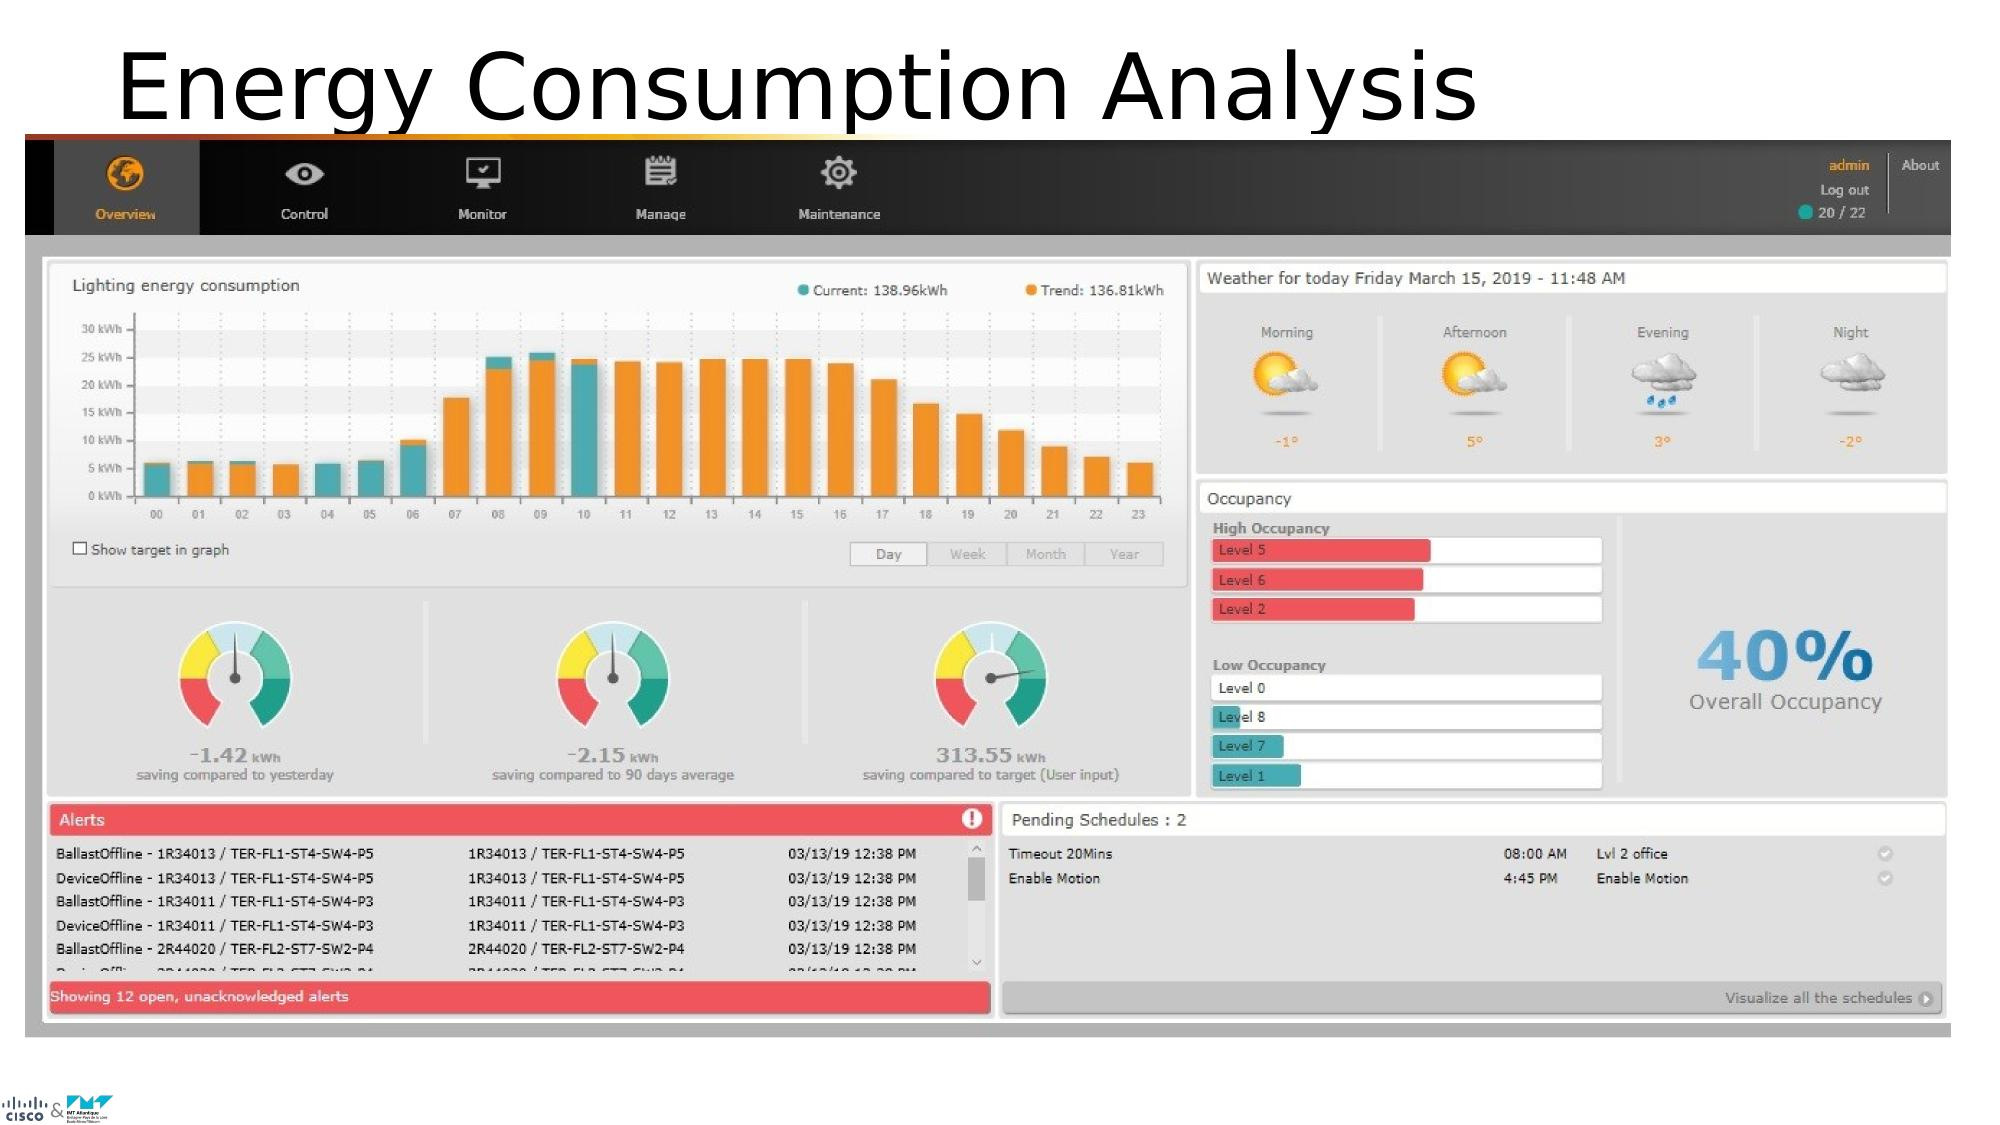 Energy Consumption Analysis
Overview
Control
Monitor
Manage
Maintenance
admin
About
Log out
20 / 22
Lighting energy consumption
Current: 138.96kWh
Trend: 136.81kWh
30 kWh
25 kWh
20 kWh
15 kWh
10 kWh
5 kWh
0 kWh
00 01 02 03 04 05 06 07 08 09 10 11 12 13 14 15 16 17 18 19 20 21 22 23
Show target in graph
Day Week Month Year
-1.42 kWh
saving compared to yesterday
-2.15 kWh
saving compared to 90 days average
313.55 kWh
saving compared to target (User input)
Weather for today Friday March 15, 2019 - 11:48 AM
Morning Afternoon Evening Night
-1° 5° 3° -2°
Occupancy
High Occupancy
Level 5
Level 6
Level 2
Low Occupancy
Level 0
Level 8
Level 7
Level 1
40%
Overall Occupancy
Alerts
BallastOffline - 1R34013 / TER-FL1-ST4-SW4-P5 1R34013 / TER-FL1-ST4-SW4-P5 03/13/19 12:38 PM
DeviceOffline - 1R34013 / TER-FL1-ST4-SW4-P5 1R34013 / TER-FL1-ST4-SW4-P5 03/13/19 12:38 PM
BallastOffline - 1R34011 / TER-FL1-ST4-SW4-P3 1R34011 / TER-FL1-ST4-SW4-P3 03/13/19 12:38 PM
DeviceOffline - 1R34011 / TER-FL1-ST4-SW4-P3 1R34011 / TER-FL1-ST4-SW4-P3 03/13/19 12:38 PM
BallastOffline - 2R44020 / TER-FL2-ST7-SW2-P4 2R44020 / TER-FL2-ST7-SW2-P4 03/13/19 12:38 PM
Showing 12 open, unacknowledged alerts
Pending Schedules : 2
Timeout 20Mins 08:00 AM Lvl 2 office
Enable Motion 4:45 PM Enable Motion
Visualize all the schedules
CISCO & IMT Atlantique